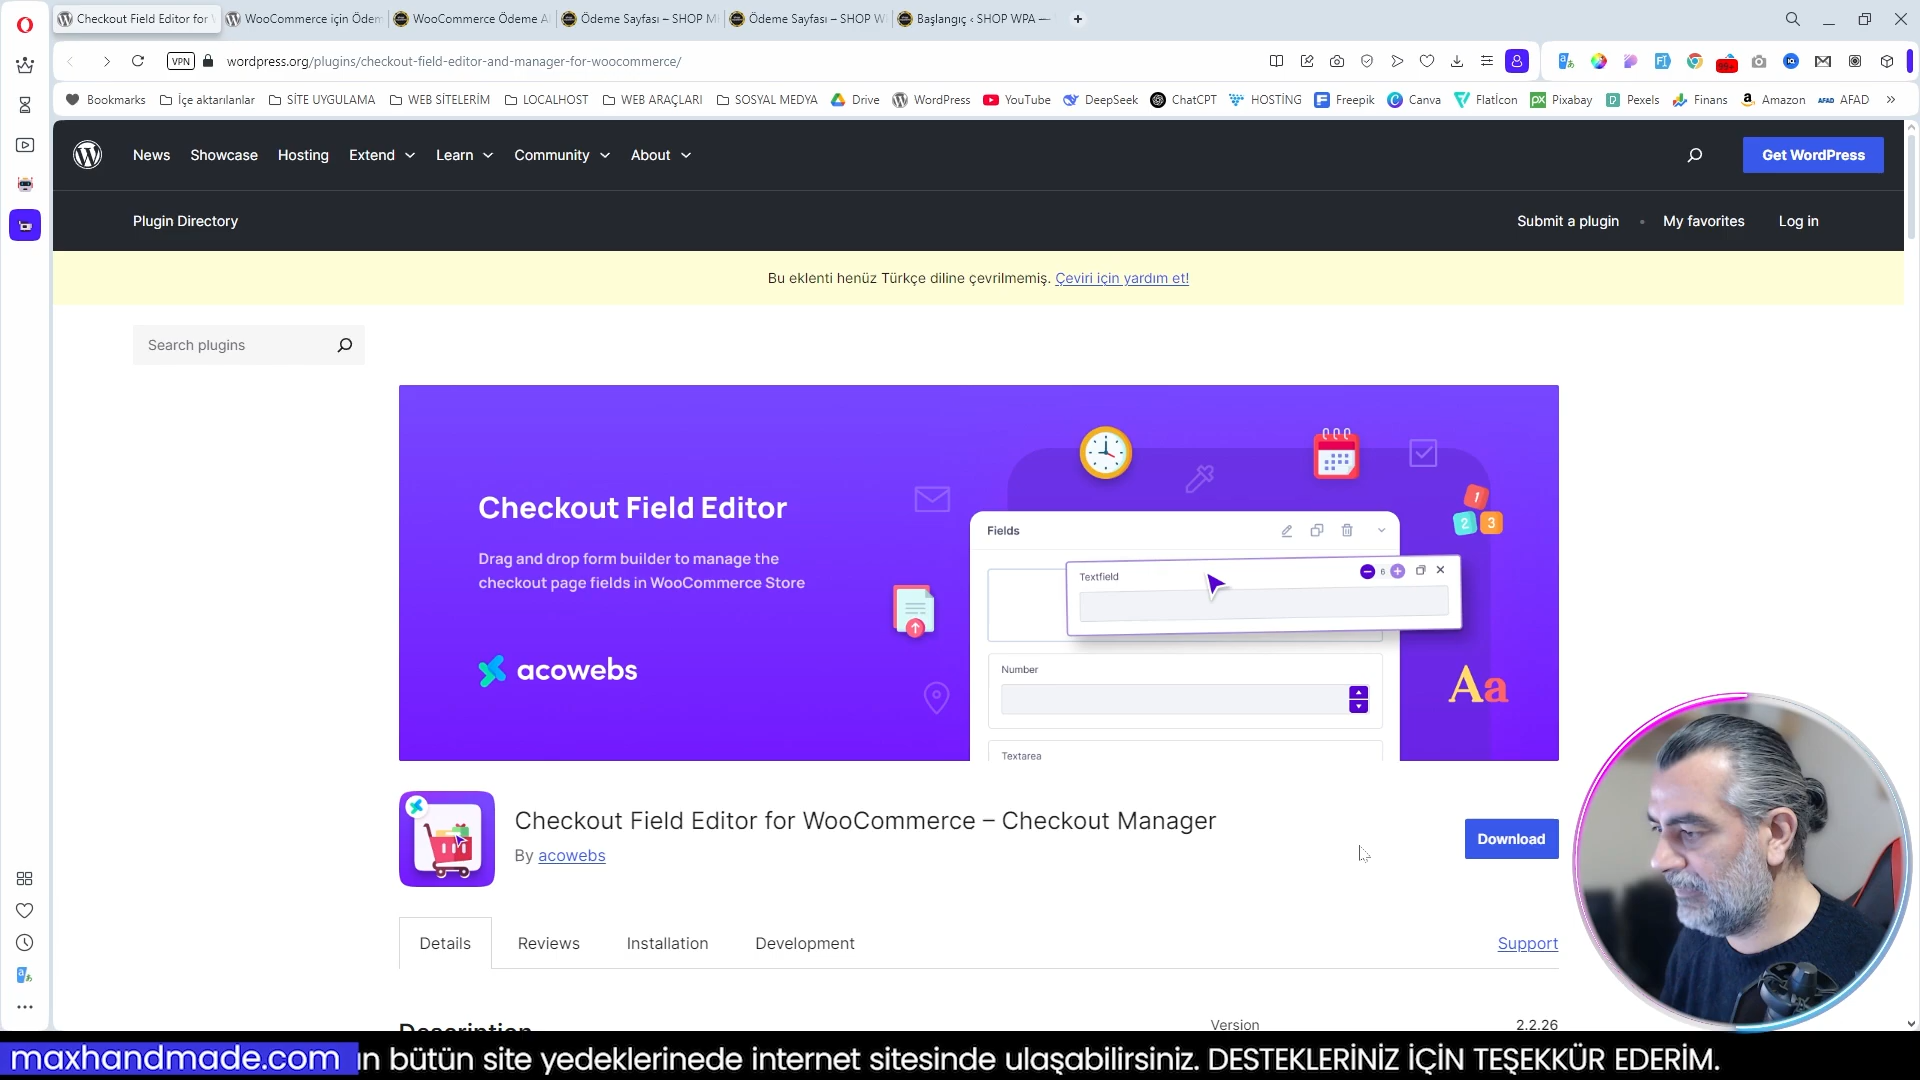 Checkout Field Editor for
WooCommerce için Ödem
WooCommerce Ödeme A
Ödeme Sayfası – SHOP
Ödeme Sayfası – SHOP
Başlangıç ‹ SHOP WPA —
VPN
wordpress.org/plugins/checkout-field-editor-and-manager-for-woocommerce/
Bookmarks
İçe aktarılanlar
SİTE UYGULAMA
WEB SİTELERİM
LOCALHOST
WEB ARAÇLARI
SOSYAL MEDYA
Drive
WordPress
YouTube
DeepSeek
ChatCPT
HOSTİNG
Freepik
Canva
FlatIcon
Pixabay
Pexels
Finans
Amazon
AFAD
News
Showcase
Hosting
Extend
Learn
Community
About
Get WordPress
Plugin Directory
Submit a plugin
My favorites
Log in
Bu eklenti henüz Türkçe diline çevrilmemiş. Çeviri için yardım et!
Search plugins
Checkout Field Editor
Drag and drop form builder to manage the
checkout page fields in WooCommerce Store
acowebs
Fields
Textfield
6
Number
Textarea
1
2
3
Aa
Checkout Field Editor for WooCommerce – Checkout Manager
By acowebs
Download
Details
Reviews
Installation
Development
Support
Description
Version
2.2.26
maxhandmade.com
n bütün site yedeklerinede internet sitesinde ulaşabilirsiniz. DESTEKLERİNİZ İÇİN TEŞEKKÜR EDERİM.